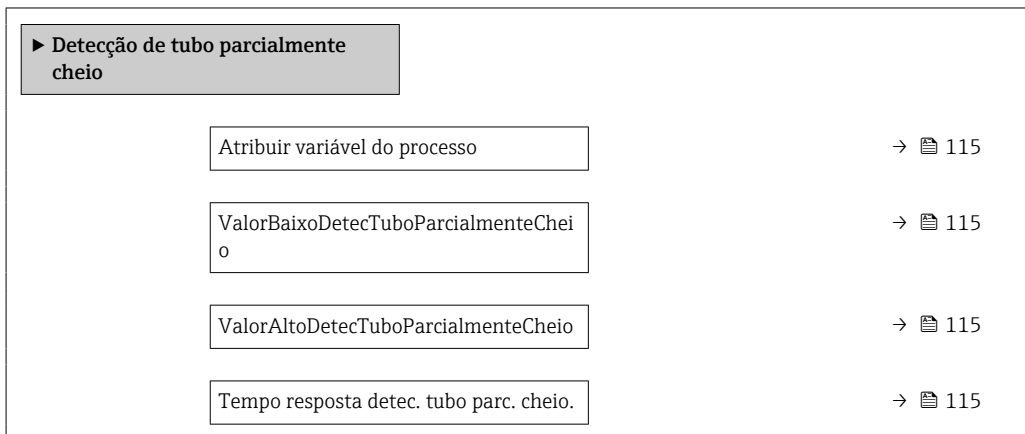 ► Detecção de tubo parcialmente
cheio
Atribuir variável do processo → 115
ValorBaixoDetecTuboParcialmenteChei → 115
o
ValorAltoDetecTuboParcialmenteCheio → 115
Tempo resposta detec. tubo parc. cheio. → 115